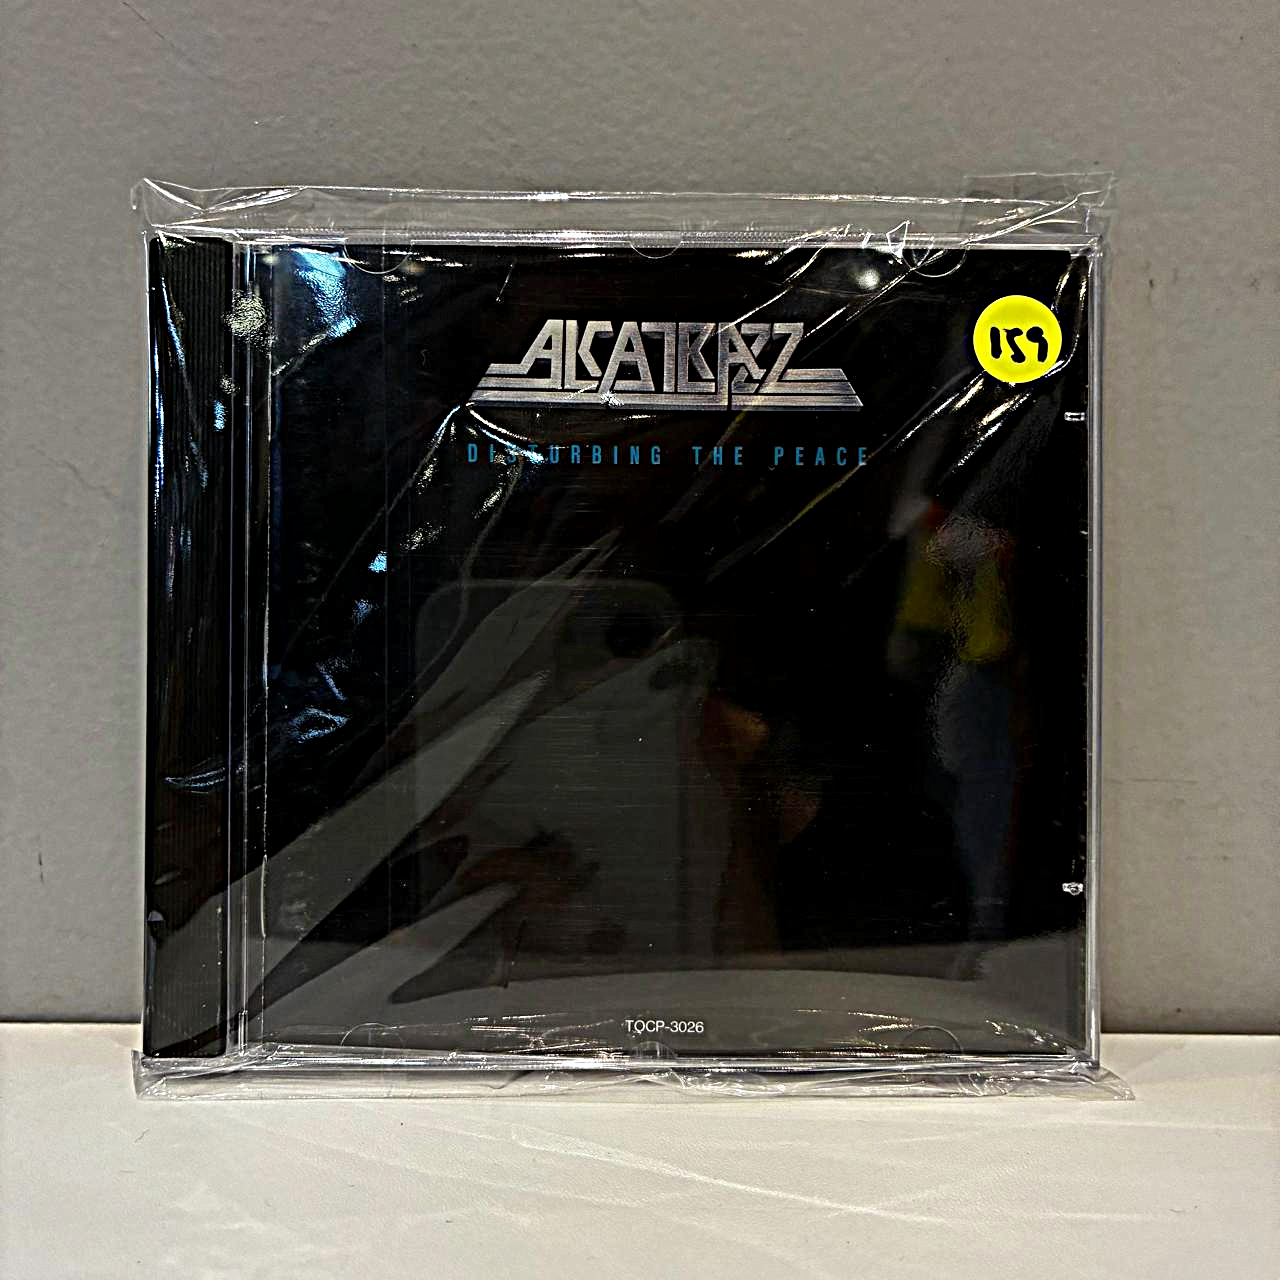 ALCATRAZZ
159
DISTURBING THE PEACE
TOCP-3026